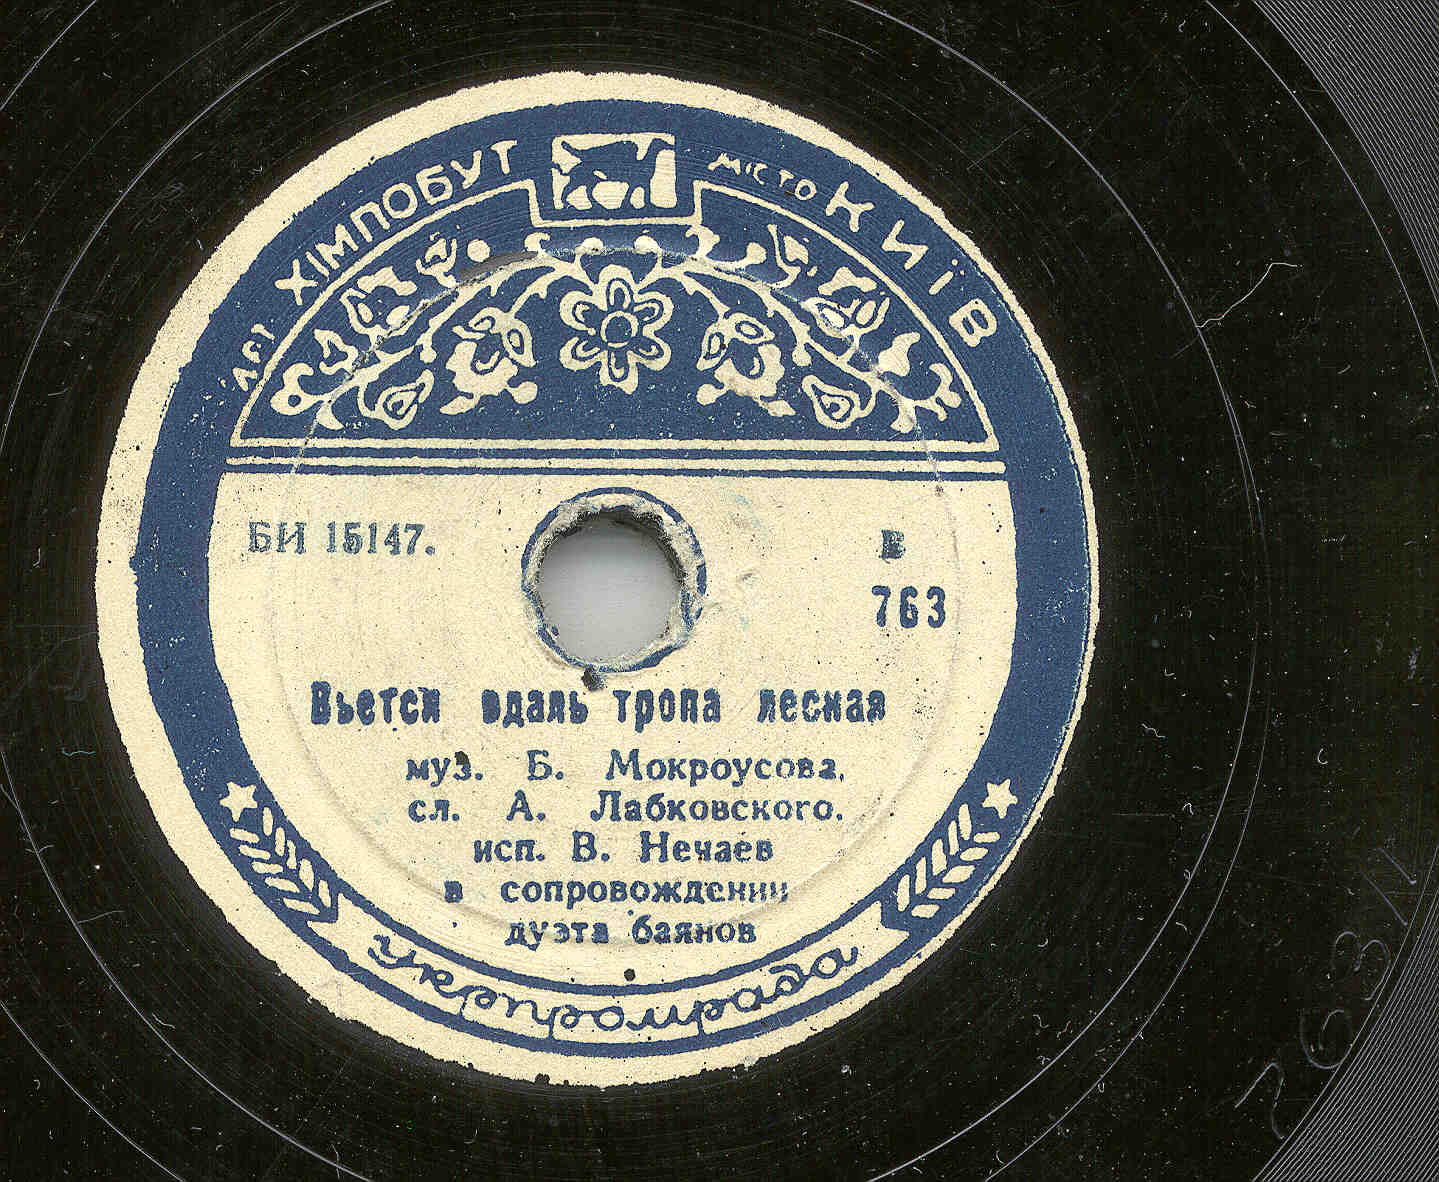 АРТ ХІМПОБУТ МІСТО КИЇВ
БИ 15147.
В
763
Вьется вдаль тропа лесная
муз. Б. Мокроусова,
сл. А. Лабковского.
исп. В. Нечаев
в сопровождении
дуэта баянов
Укрпромрада
763